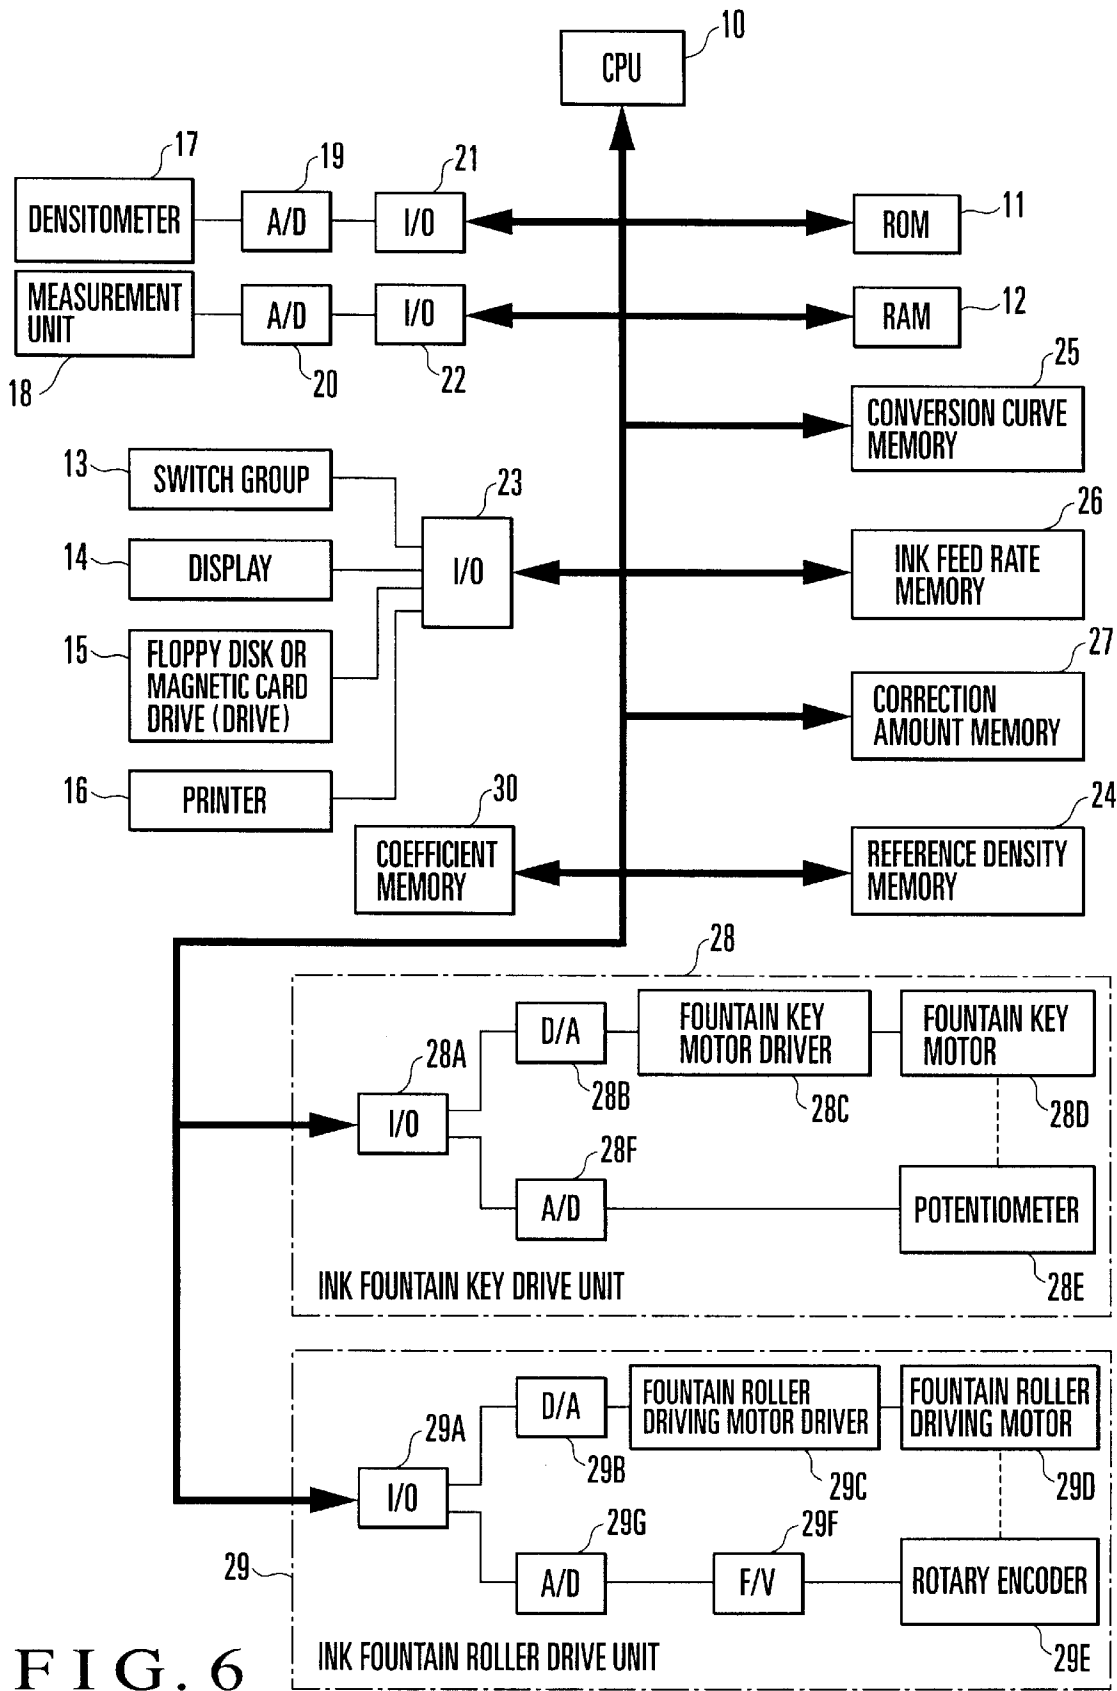 10
CPU
17
19
21
DENSITOMETER
A/D
I/O
ROM
11
MEASUREMENT
UNIT
A/D
I/O
RAM
12
18
20
22
25
CONVERSION CURVE
MEMORY
13
SWITCH GROUP
23
26
14
DISPLAY
I/O
INK FEED RATE
MEMORY
15
FLOPPY DISK OR
MAGNETIC CARD
DRIVE (DRIVE)
27
CORRECTION
AMOUNT MEMORY
16
PRINTER
30
24
COEFFICIENT
MEMORY
REFERENCE DENSITY
MEMORY
28
28A
I/O
D/A
28B
FOUNTAIN KEY
MOTOR DRIVER
28C
FOUNTAIN KEY
MOTOR
28D
28F
A/D
POTENTIOMETER
28E
INK FOUNTAIN KEY DRIVE UNIT
29A
I/O
D/A
29B
FOUNTAIN ROLLER
DRIVING MOTOR DRIVER
29C
FOUNTAIN ROLLER
DRIVING MOTOR
29D
29G
29F
29
A/D
F/V
ROTARY ENCODER
29E
INK FOUNTAIN ROLLER DRIVE UNIT
FIG. 6